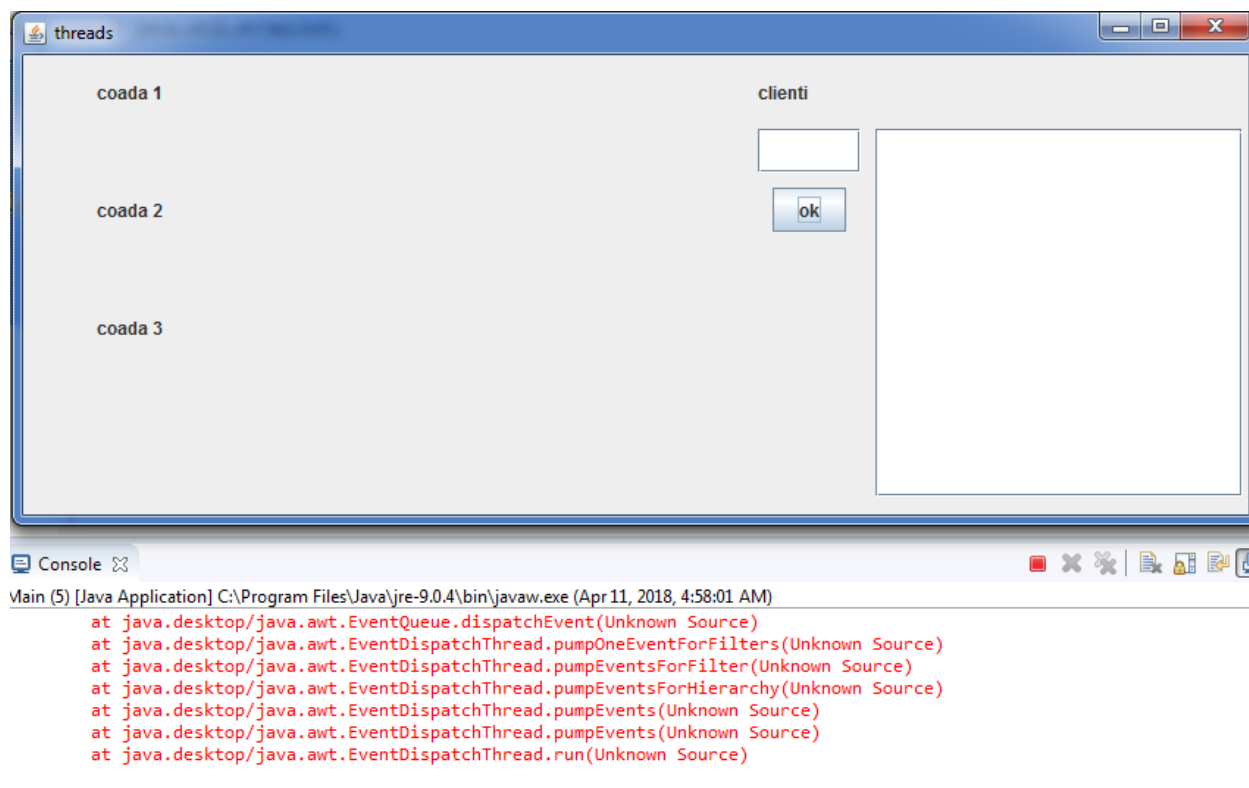 threads
coada 1
clienti
coada 2
ok
coada 3
Console
Main (5) [Java Application] C:\Program Files\Java\jre-9.0.4\bin\javaw.exe (Apr 11, 2018, 4:58:01 AM)
at java.desktop/java.awt.EventQueue.dispatchEvent(Unknown Source)
at java.desktop/java.awt.EventDispatchThread.pumpOneEventForFilters(Unknown Source)
at java.desktop/java.awt.EventDispatchThread.pumpEventsForFilter(Unknown Source)
at java.desktop/java.awt.EventDispatchThread.pumpEventsForHierarchy(Unknown Source)
at java.desktop/java.awt.EventDispatchThread.pumpEvents(Unknown Source)
at java.desktop/java.awt.EventDispatchThread.pumpEvents(Unknown Source)
at java.desktop/java.awt.EventDispatchThread.run(Unknown Source)